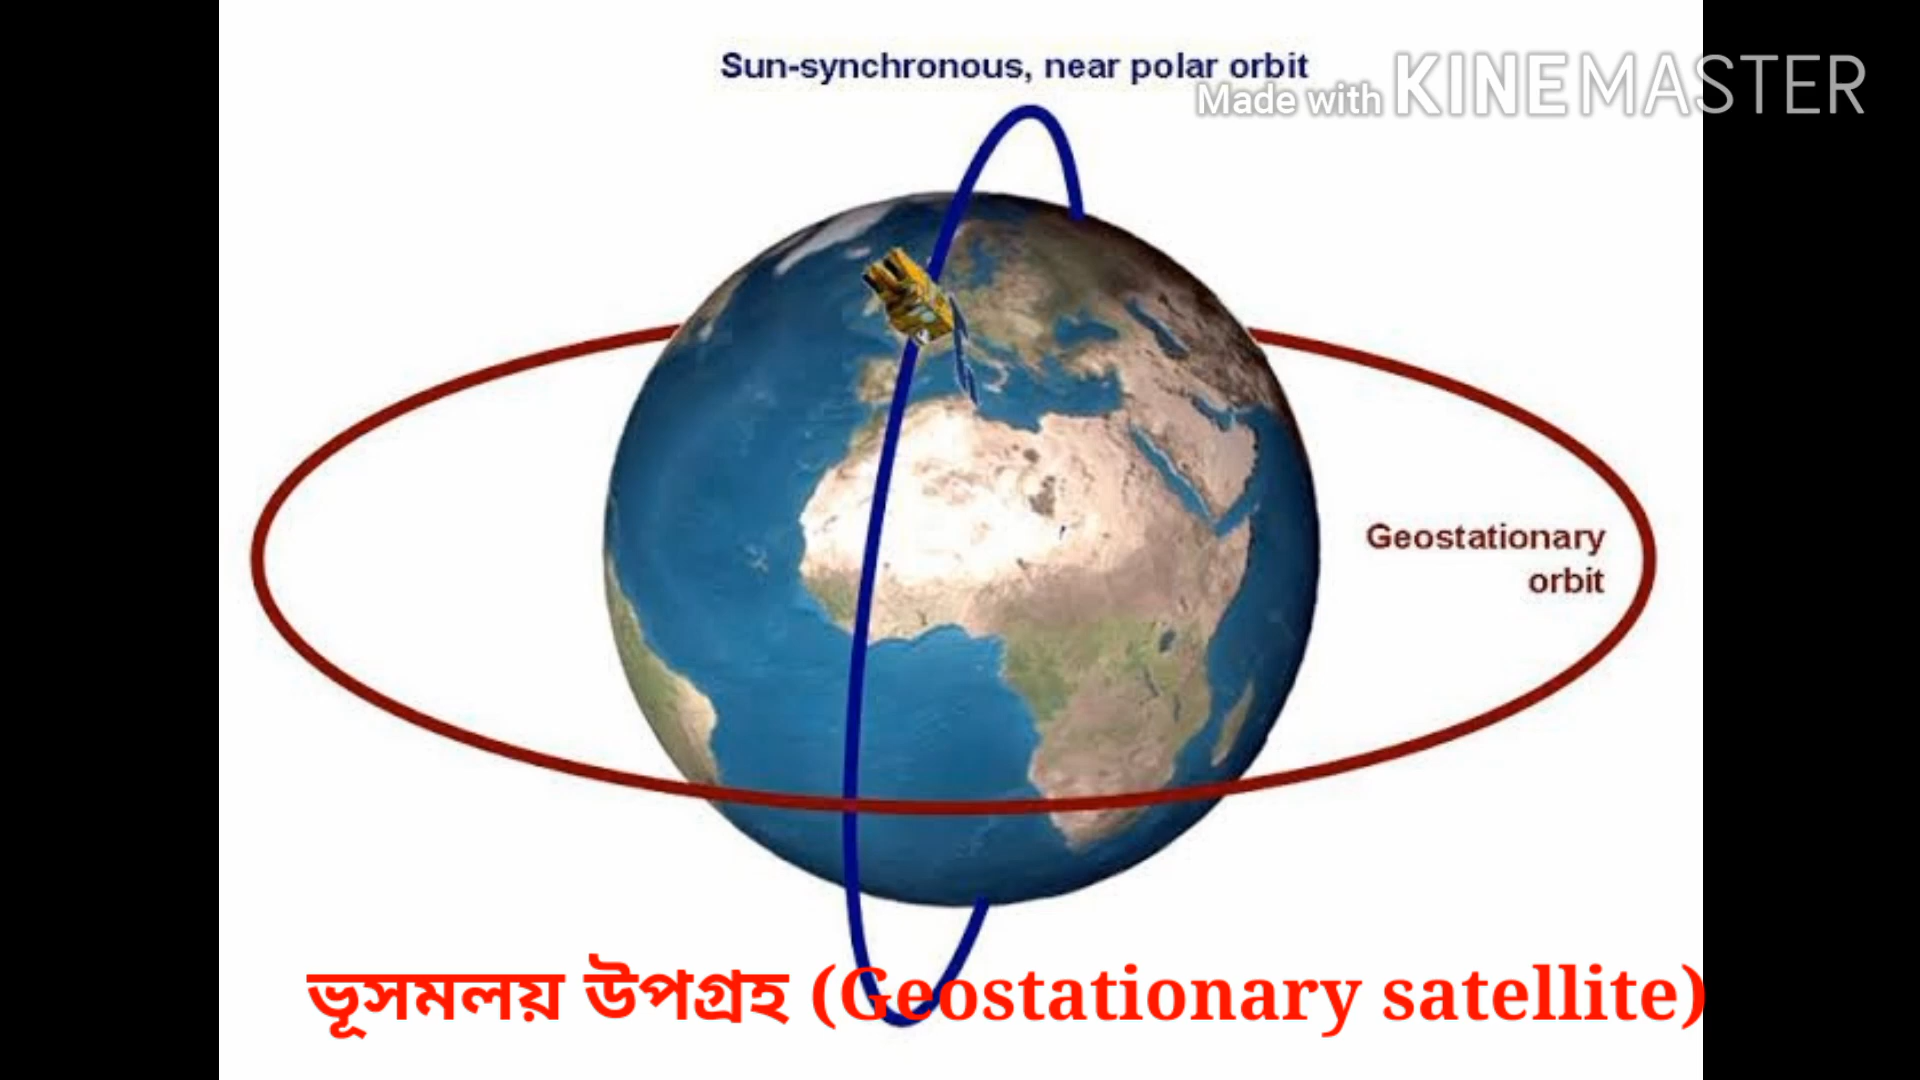 Sun-synchronous, near polar orbit
Made with KINEMASTER
Geostationary
orbit
ভূসমলয় উপগ্রহ (Geostationary satellite)